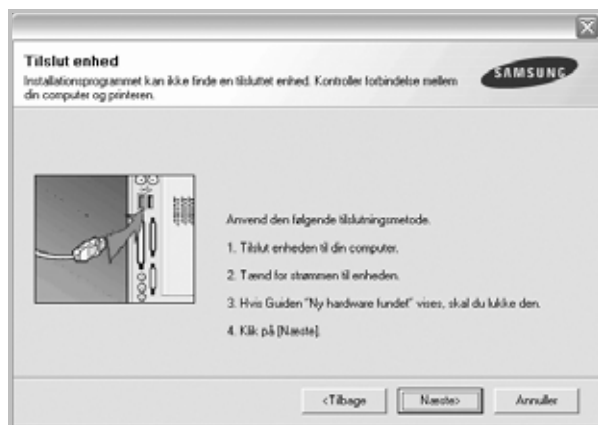 Tilslut enhed
Installationsprogrammet kan ikke finde en tilsluttet enhed. Kontroller forbindelse mellem
din computer og printeren.
SAMSUNG
Anvend den følgende tilslutningsmetode.
1. Tilslut enheden til din computer.
2. Tænd for strømmen til enheden.
3. Hvis Guiden "Ny hardware fundet" vises, skal du lukke den.
4. Klik på [Næste].
<Tilbage
Næste>
Annuller